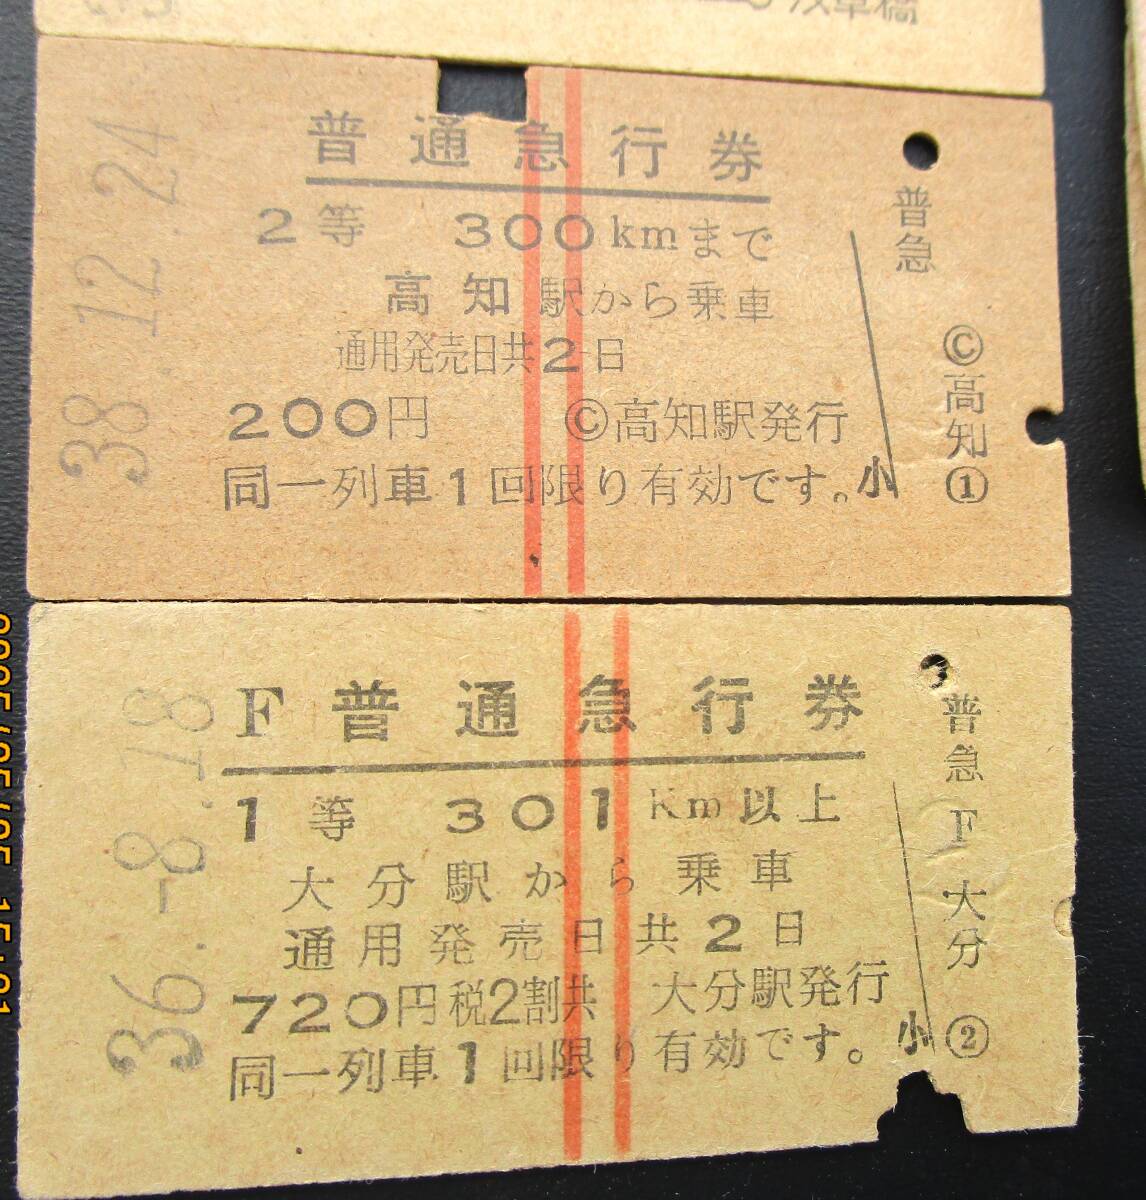 浅草橋
38.12.24
普通急行券
2等 300kmまで
高知駅から乗車
通用発売日共2日
200円 ©高知駅発行
同一列車1回限り有効です。
小
普急
©高知①
36.-8.18
F普通急行券
1等 301Km以上
大分駅から乗車
通用発売日共2日
720円税2割共 大分駅発行
同一列車1回限り有効です。
小
普急F大分②